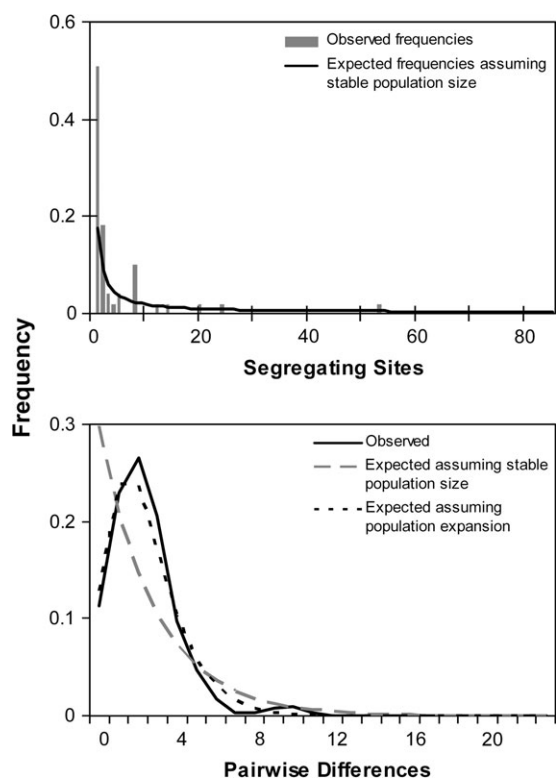 Frequency
0.6
0.4
0.2
0
Observed frequencies
Expected frequencies assuming
stable population size
0 20 40 60 80
Segregating Sites
0.3
0.2
0.1
0
Observed
Expected assuming stable
population size
Expected assuming
population expansion
0 4 8 12 16 20
Pairwise Differences